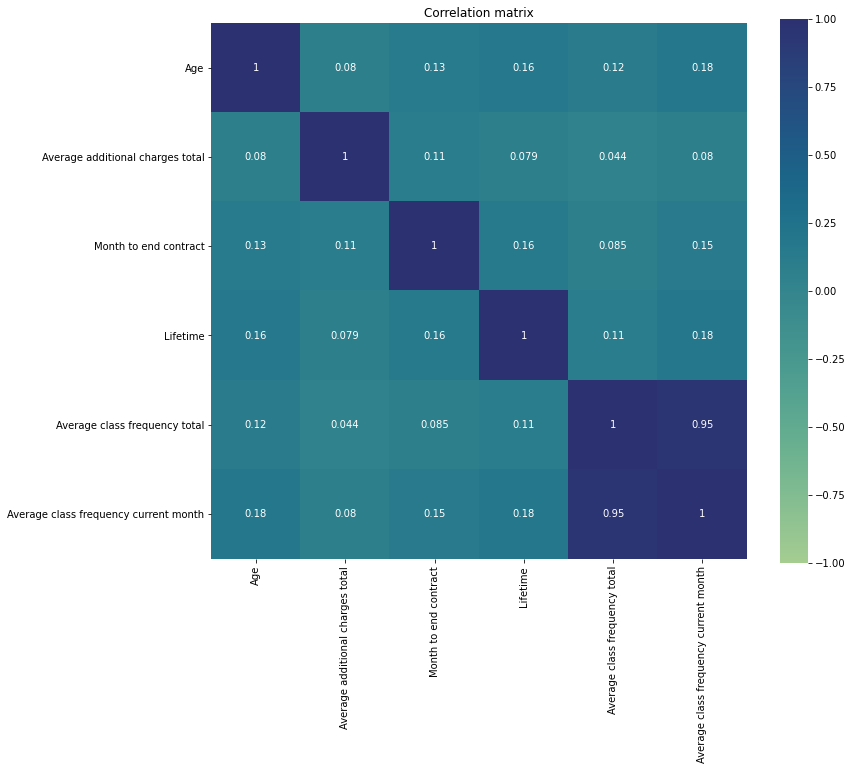 Correlation matrix
Age 1 0.08 0.13 0.16 0.12 0.18
Average additional charges total 0.08 1 0.11 0.079 0.044 0.08
Month to end contract 0.13 0.11 1 0.16 0.085 0.15
Lifetime 0.16 0.079 0.16 1 0.11 0.18
Average class frequency total 0.12 0.044 0.085 0.11 1 0.95
Average class frequency current month 0.18 0.08 0.15 0.18 0.95 1
Age
Average additional charges total
Month to end contract
Lifetime
Average class frequency total
Average class frequency current month
1.00
0.75
0.50
0.25
0.00
−0.25
−0.50
−0.75
−1.00